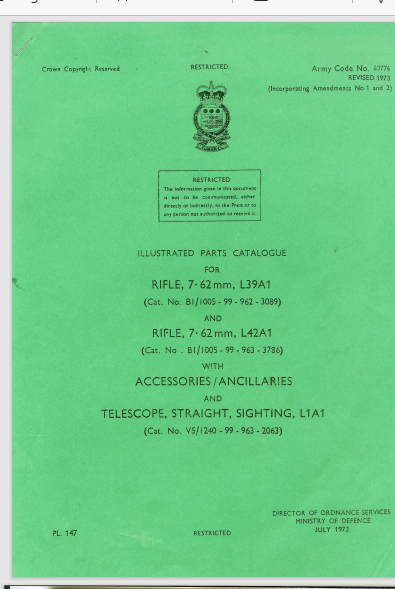 RESTRICTED
Crown Copyright Reserved
Army Code No. 60776
REVISED 1973
(Incorporating Amendments No 1 and 2)
RESTRICTED
The information given in this document
is not to be communicated, either
directly or indirectly, to the Press or to
any person not authorized to receive it.
ILLUSTRATED PARTS CATALOGUE
FOR
RIFLE, 7·62mm, L39A1
(Cat. No. B1/1005 - 99 - 962 - 3089)
AND
RIFLE, 7·62mm, L42A1
(Cat. No . B1/1005 - 99 - 963 - 3786)
WITH
ACCESSORIES/ANCILLARIES
AND
TELESCOPE, STRAIGHT, SIGHTING, L1A1
(Cat. No. V5/1240 - 99 - 963 - 2063)
DIRECTOR OF ORDNANCE SERVICES
MINISTRY OF DEFENCE
JULY 1973
PL. 147
RESTRICTED